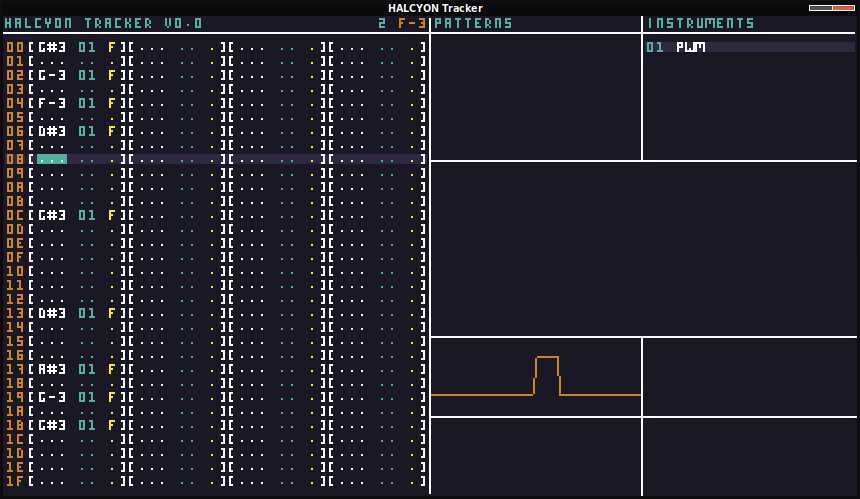 HALCYON Tracker
HALCYON TRACKER V0.0 2 F-3 PATTERNS INSTRUMENTS
00[G#3 01 F][... .. .][... .. .][... .. .] 01 PWM
01[... .. .][... .. .][... .. .][... .. .]
02[G-3 01 F][... .. .][... .. .][... .. .]
03[... .. .][... .. .][... .. .][... .. .]
04[F-3 01 F][... .. .][... .. .][... .. .]
05[... .. .][... .. .][... .. .][... .. .]
06[D#3 01 F][... .. .][... .. .][... .. .]
07[... .. .][... .. .][... .. .][... .. .]
08[... .. .][... .. .][... .. .][... .. .]
09[... .. .][... .. .][... .. .][... .. .]
0A[... .. .][... .. .][... .. .][... .. .]
0B[... .. .][... .. .][... .. .][... .. .]
0C[G#3 01 F][... .. .][... .. .][... .. .]
0D[... .. .][... .. .][... .. .][... .. .]
0E[... .. .][... .. .][... .. .][... .. .]
0F[... .. .][... .. .][... .. .][... .. .]
10[... .. .][... .. .][... .. .][... .. .]
11[... .. .][... .. .][... .. .][... .. .]
12[... .. .][... .. .][... .. .][... .. .]
13[D#3 01 F][... .. .][... .. .][... .. .]
14[... .. .][... .. .][... .. .][... .. .]
15[... .. .][... .. .][... .. .][... .. .]
16[... .. .][... .. .][... .. .][... .. .]
17[A#3 01 F][... .. .][... .. .][... .. .]
18[... .. .][... .. .][... .. .][... .. .]
19[G-3 01 F][... .. .][... .. .][... .. .]
1A[... .. .][... .. .][... .. .][... .. .]
1B[G#3 01 F][... .. .][... .. .][... .. .]
1C[... .. .][... .. .][... .. .][... .. .]
1D[... .. .][... .. .][... .. .][... .. .]
1E[... .. .][... .. .][... .. .][... .. .]
1F[... .. .][... .. .][... .. .][... .. .]